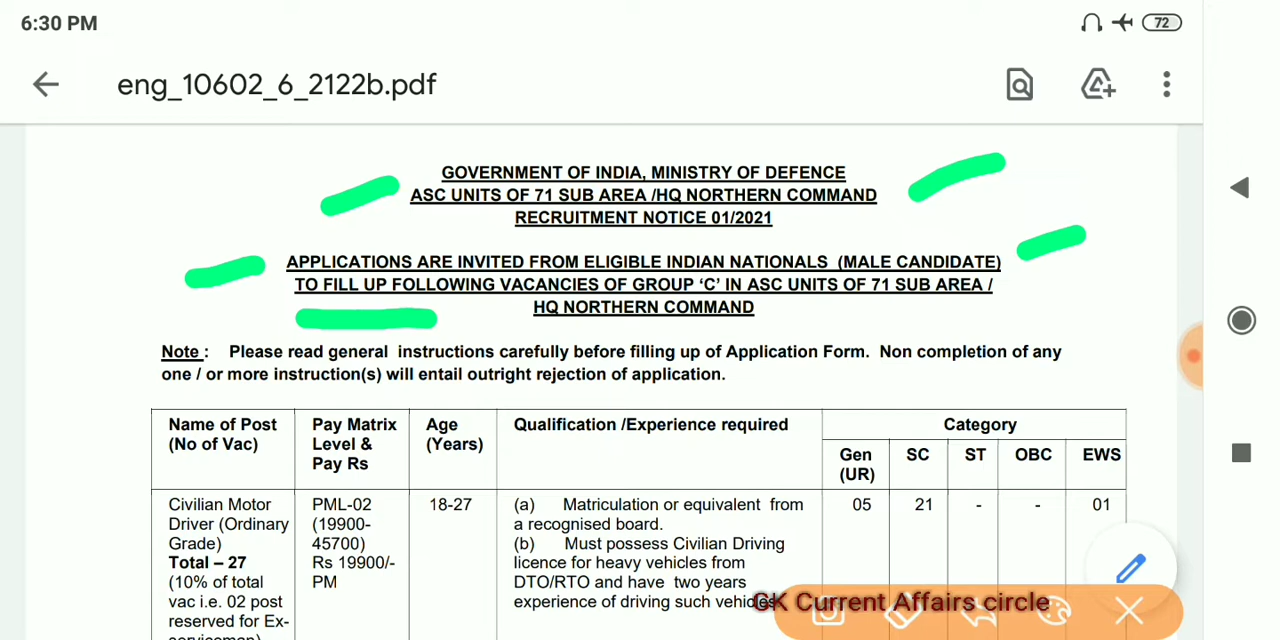 6:30 PM
72
eng_10602_6_2122b.pdf
GOVERNMENT OF INDIA, MINISTRY OF DEFENCE
ASC UNITS OF 71 SUB AREA /HQ NORTHERN COMMAND
RECRUITMENT NOTICE 01/2021
APPLICATIONS ARE INVITED FROM ELIGIBLE INDIAN NATIONALS (MALE CANDIDATE)
TO FILL UP FOLLOWING VACANCIES OF GROUP ‘C’ IN ASC UNITS OF 71 SUB AREA /
HQ NORTHERN COMMAND
Note : Please read general instructions carefully before filling up of Application Form. Non completion of any
one / or more instruction(s) will entail outright rejection of application.
Name of Post
(No of Vac)
Pay Matrix
Level &
Pay Rs
Age
(Years)
Qualification /Experience required
Category
Gen
(UR)
SC
ST
OBC
EWS
Civilian Motor
Driver (Ordinary
Grade)
Total – 27
(10% of total
vac i.e. 02 post
reserved for Ex-
serviceman)
PML-02
(19900-
45700)
Rs 19900/-
PM
18-27
(a) Matriculation or equivalent from
a recognised board.
(b) Must possess Civilian Driving
licence for heavy vehicles from
DTO/RTO and have two years
experience of driving such vehicles
05
21
-
-
01
GK Current Affairs circle